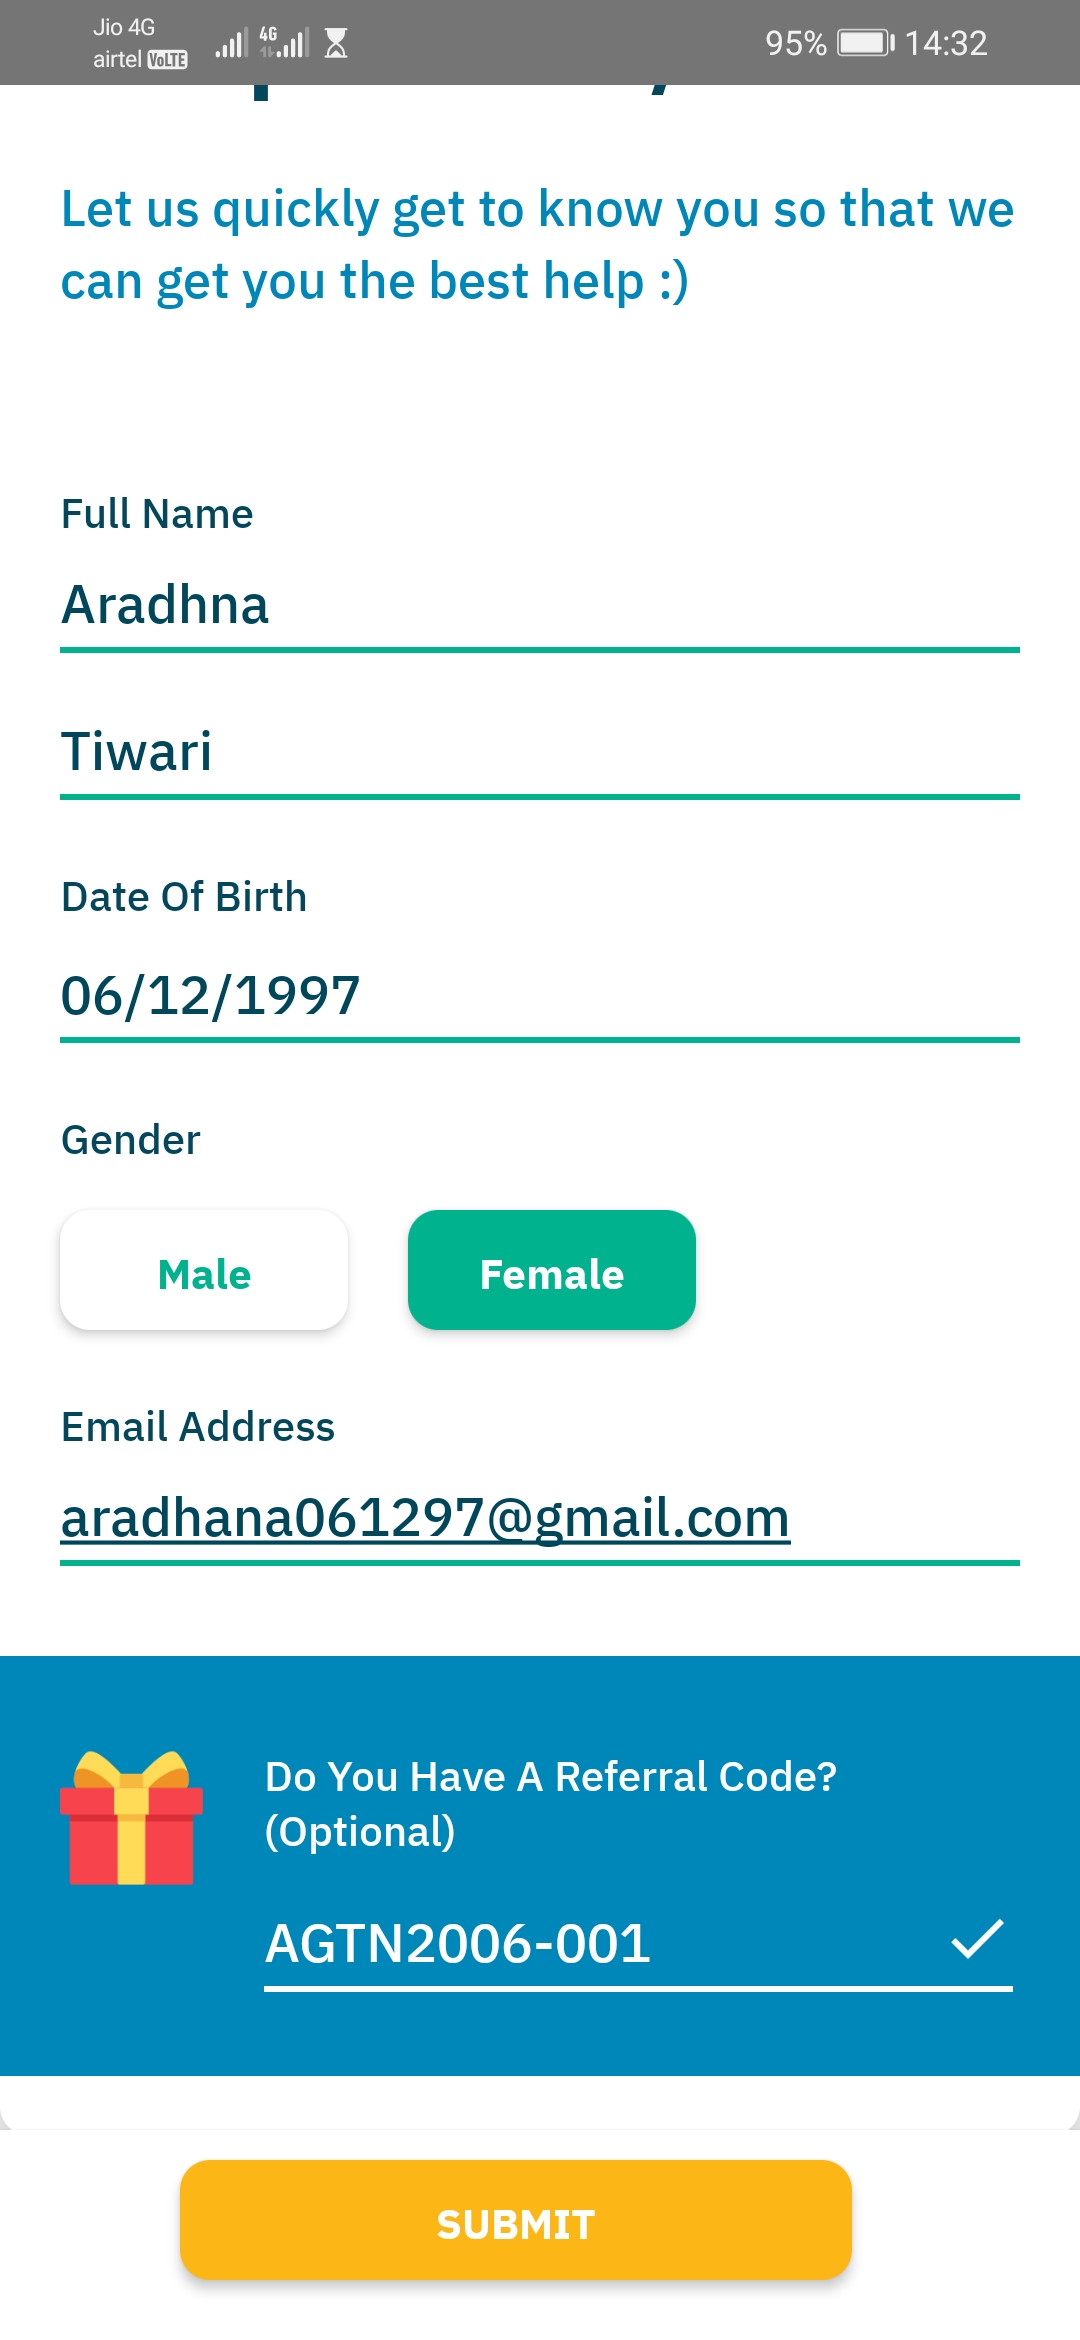 Jio 4G
airtel VoLTE
4G
95% 14:32
Let us quickly get to know you so that we
can get you the best help :)
Full Name
Aradhna
Tiwari
Date Of Birth
06/12/1997
Gender
Male Female
Email Address
aradhana061297@gmail.com
Do You Have A Referral Code?
(Optional)
AGTN2006-001
SUBMIT